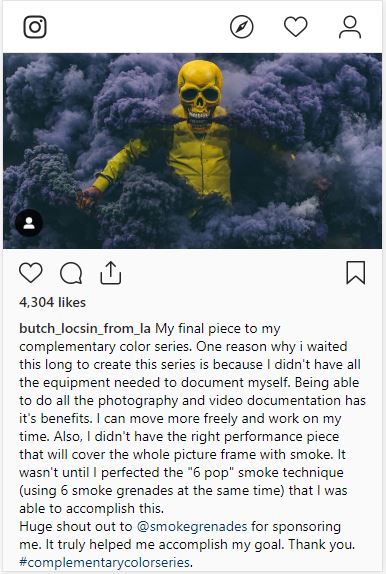 4,304 likes
butch_locsin_from_la My final piece to my
complementary color series. One reason why i waited
this long to create this series is because I didn't have all
the equipment needed to document myself. Being able
to do all the photography and video documentation has
it's benefits. I can move more freely and work on my
time. Also, I didn't have the right performance piece
that will cover the whole picture frame with smoke. It
wasn't until I perfected the "6 pop" smoke technique
(using 6 smoke grenades at the same time) that I was
able to accomplish this.
Huge shout out to @smokegrenades for sponsoring
me. It truly helped me accomplish my goal. Thank you.
#complementarycolorseries.